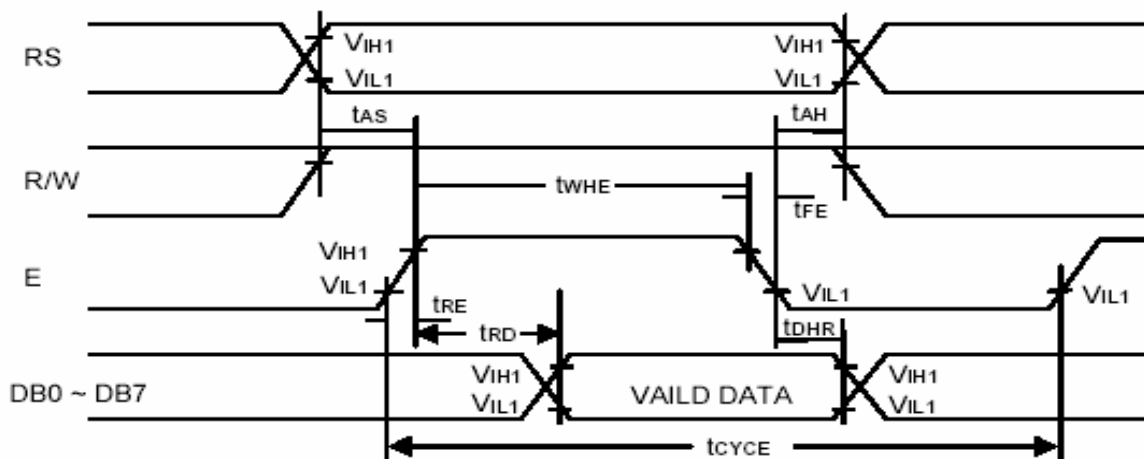 RS
VIH1
VIH1
VIL1
VIL1
tAS
tAH
R/W
tWHE
tFE
VIH1
E
VIL1
VIL1
VIL1
tRE
tRD
tDHR
DB0 ~ DB7
VIH1
VIL1
VAILD DATA
VIH1
VIL1
tCYCE